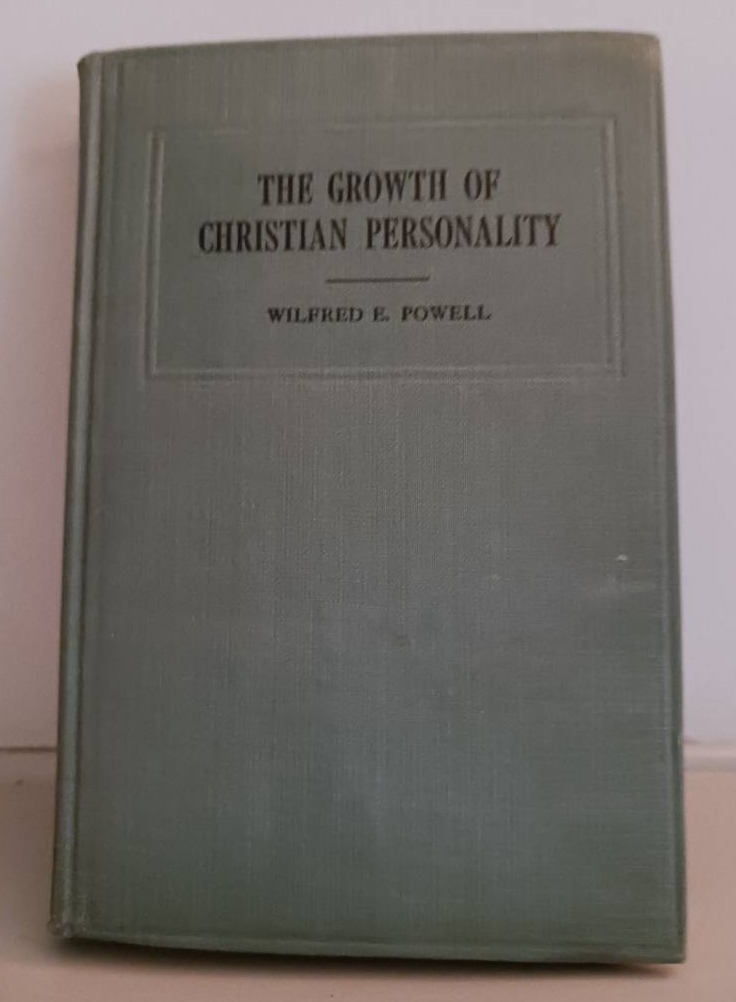 THE GROWTH OF
CHRISTIAN PERSONALITY
WILFRED E. POWELL